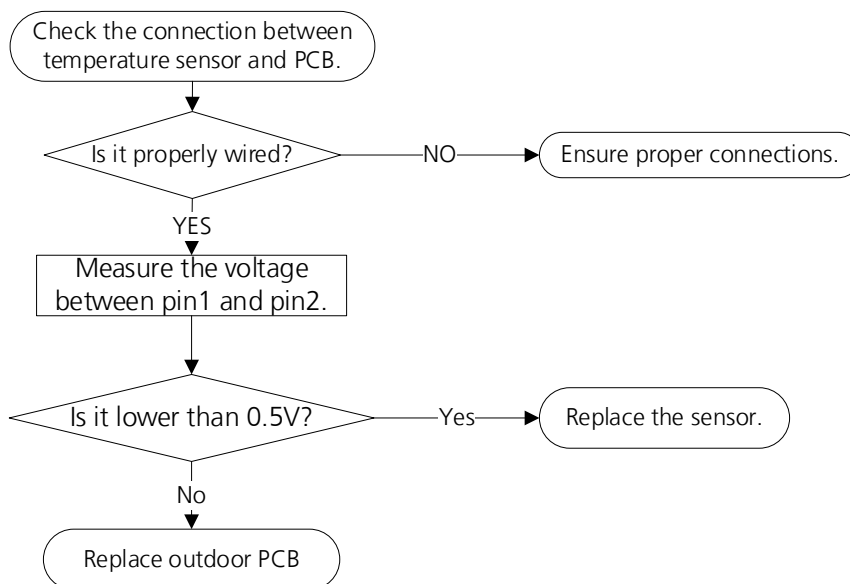 Check the connection between
temperature sensor and PCB.
Is it properly wired?
NO
Ensure proper connections.
YES
Measure the voltage
between pin1 and pin2.
Is it lower than 0.5V?
Yes
Replace the sensor.
No
Replace outdoor PCB